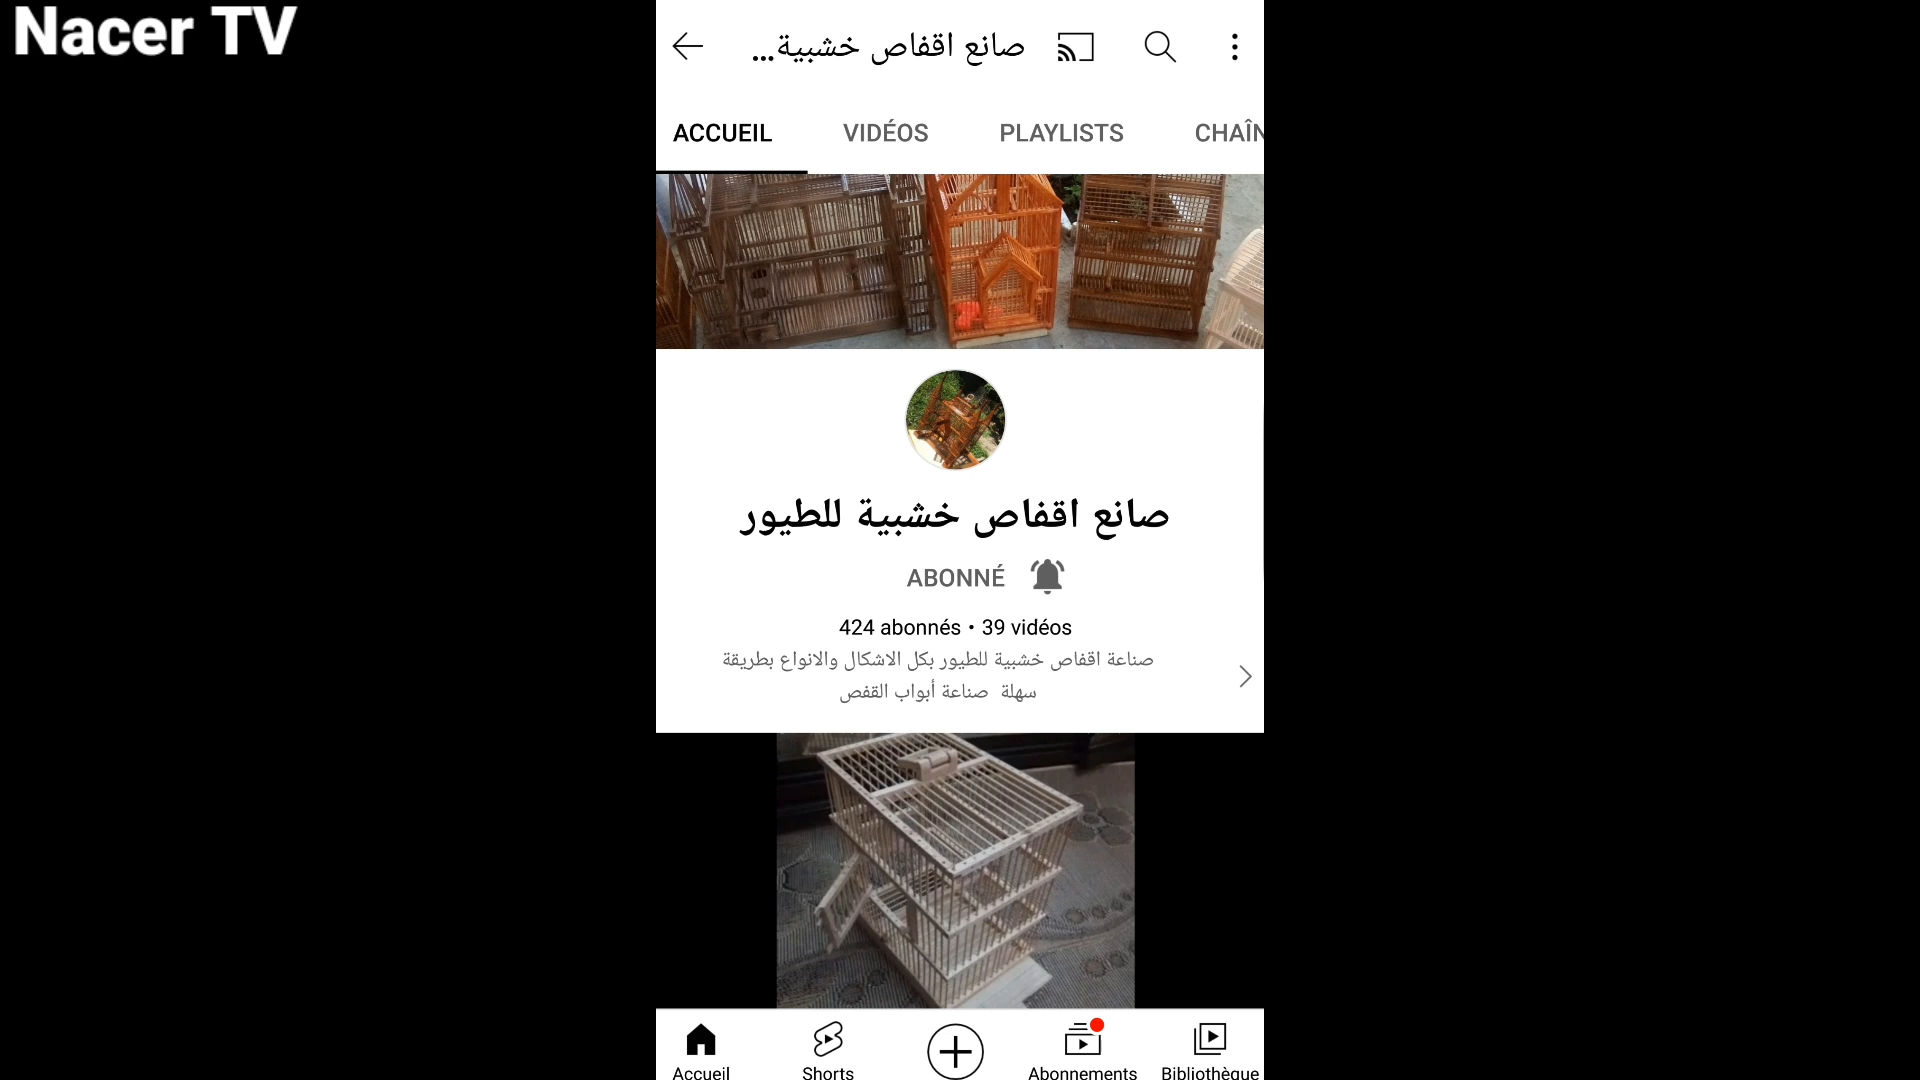 Nacer TV
صانع اقفاص خشبية...
ACCUEIL VIDÉOS PLAYLISTS CHAÎN
صانع اقفاص خشبية للطيور
ABONNÉ
424 abonnés • 39 vidéos
صناعة اقفاص خشبية للطيور بكل الاشكال والانواع بطريقة
سهلة صناعة أبواب القفص
Accueil Shorts Abonnements Bibliothèque